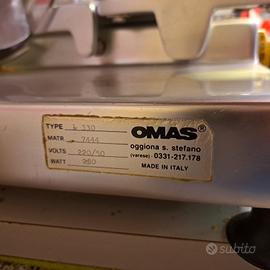 TYPE L 330
MATR 7444
VOLTS 220/50
WATT 260
OMAS®
oggiona s. stefano
(varese) 0331-217.178
MADE IN ITALY
subito